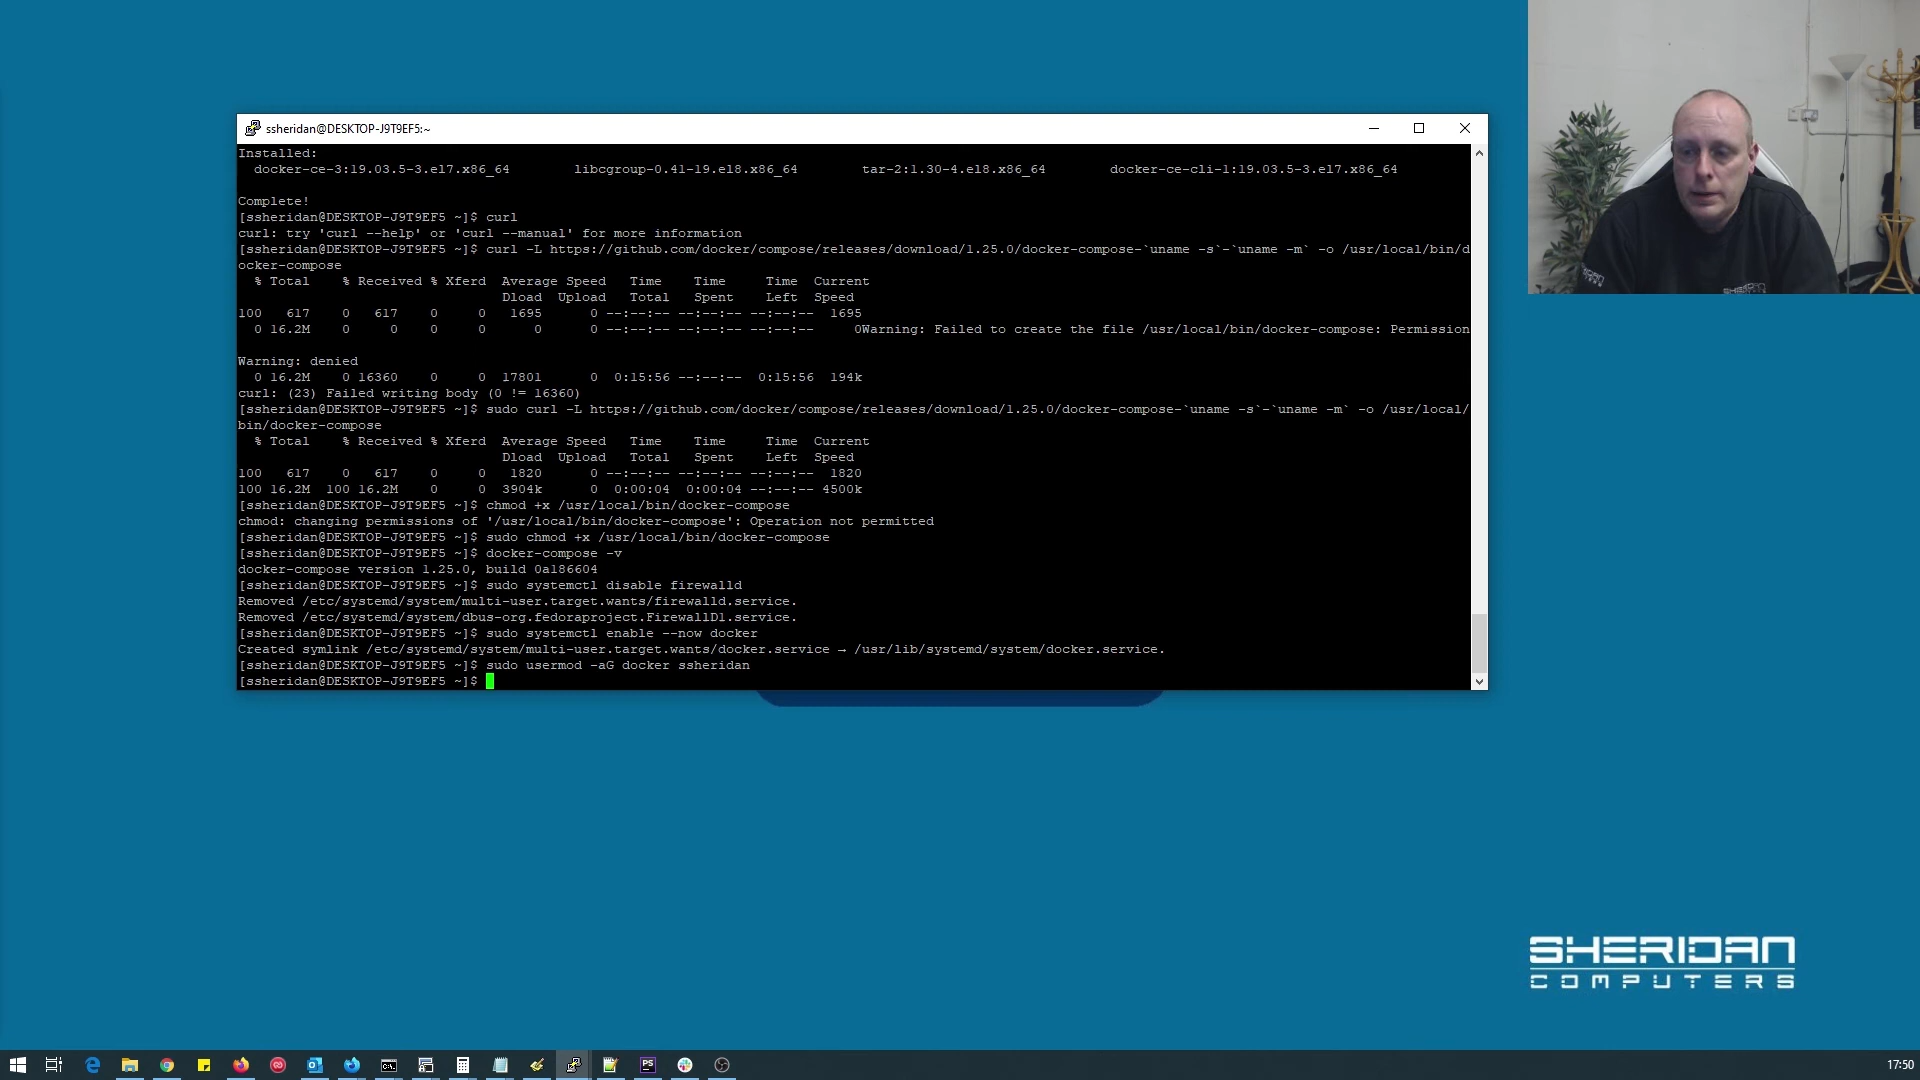 ssheridan@DESKTOP-J9T9EF5:~
Installed:
docker-ce-3:19.03.5-3.el7.x86_64 libcgroup-0.41-19.el8.x86_64 tar-2:1.30-4.el8.x86_64 docker-ce-cli-1:19.03.5-3.el7.x86_64
Complete!
[ssheridan@DESKTOP-J9T9EF5 ~]$ curl
curl: try 'curl --help' or 'curl --manual' for more information
[ssheridan@DESKTOP-J9T9EF5 ~]$ curl -L https://github.com/docker/compose/releases/download/1.25.0/docker-compose-`uname -s`-`uname -m` -o /usr/local/bin/d
ocker-compose
% Total % Received % Xferd Average Speed Time Time Time Current
Dload Upload Total Spent Left Speed
100 617 0 617 0 0 1695 0 --:--:-- --:--:-- --:--:-- 1695
0 16.2M 0 0 0 0 0 0 --:--:-- --:--:-- --:--:-- 0Warning: Failed to create the file /usr/local/bin/docker-compose: Permission
Warning: denied
0 16.2M 0 16360 0 0 17801 0 0:15:56 --:--:-- 0:15:56 194k
curl: (23) Failed writing body (0 != 16360)
[ssheridan@DESKTOP-J9T9EF5 ~]$ sudo curl -L https://github.com/docker/compose/releases/download/1.25.0/docker-compose-`uname -s`-`uname -m` -o /usr/local/
bin/docker-compose
% Total % Received % Xferd Average Speed Time Time Time Current
Dload Upload Total Spent Left Speed
100 617 0 617 0 0 1820 0 --:--:-- --:--:-- --:--:-- 1820
100 16.2M 100 16.2M 0 0 3904k 0 0:00:04 0:00:04 --:--:-- 4500k
[ssheridan@DESKTOP-J9T9EF5 ~]$ chmod +x /usr/local/bin/docker-compose
chmod: changing permissions of '/usr/local/bin/docker-compose': Operation not permitted
[ssheridan@DESKTOP-J9T9EF5 ~]$ sudo chmod +x /usr/local/bin/docker-compose
[ssheridan@DESKTOP-J9T9EF5 ~]$ docker-compose -v
docker-compose version 1.25.0, build 0a186604
[ssheridan@DESKTOP-J9T9EF5 ~]$ sudo systemctl disable firewalld
Removed /etc/systemd/system/multi-user.target.wants/firewalld.service.
Removed /etc/systemd/system/dbus-org.fedoraproject.FirewallD1.service.
[ssheridan@DESKTOP-J9T9EF5 ~]$ sudo systemctl enable --now docker
Created symlink /etc/systemd/system/multi-user.target.wants/docker.service → /usr/lib/systemd/system/docker.service.
[ssheridan@DESKTOP-J9T9EF5 ~]$ sudo usermod -aG docker ssheridan
[ssheridan@DESKTOP-J9T9EF5 ~]$
SHERIDAN
COMPUTERS
PS
17:50